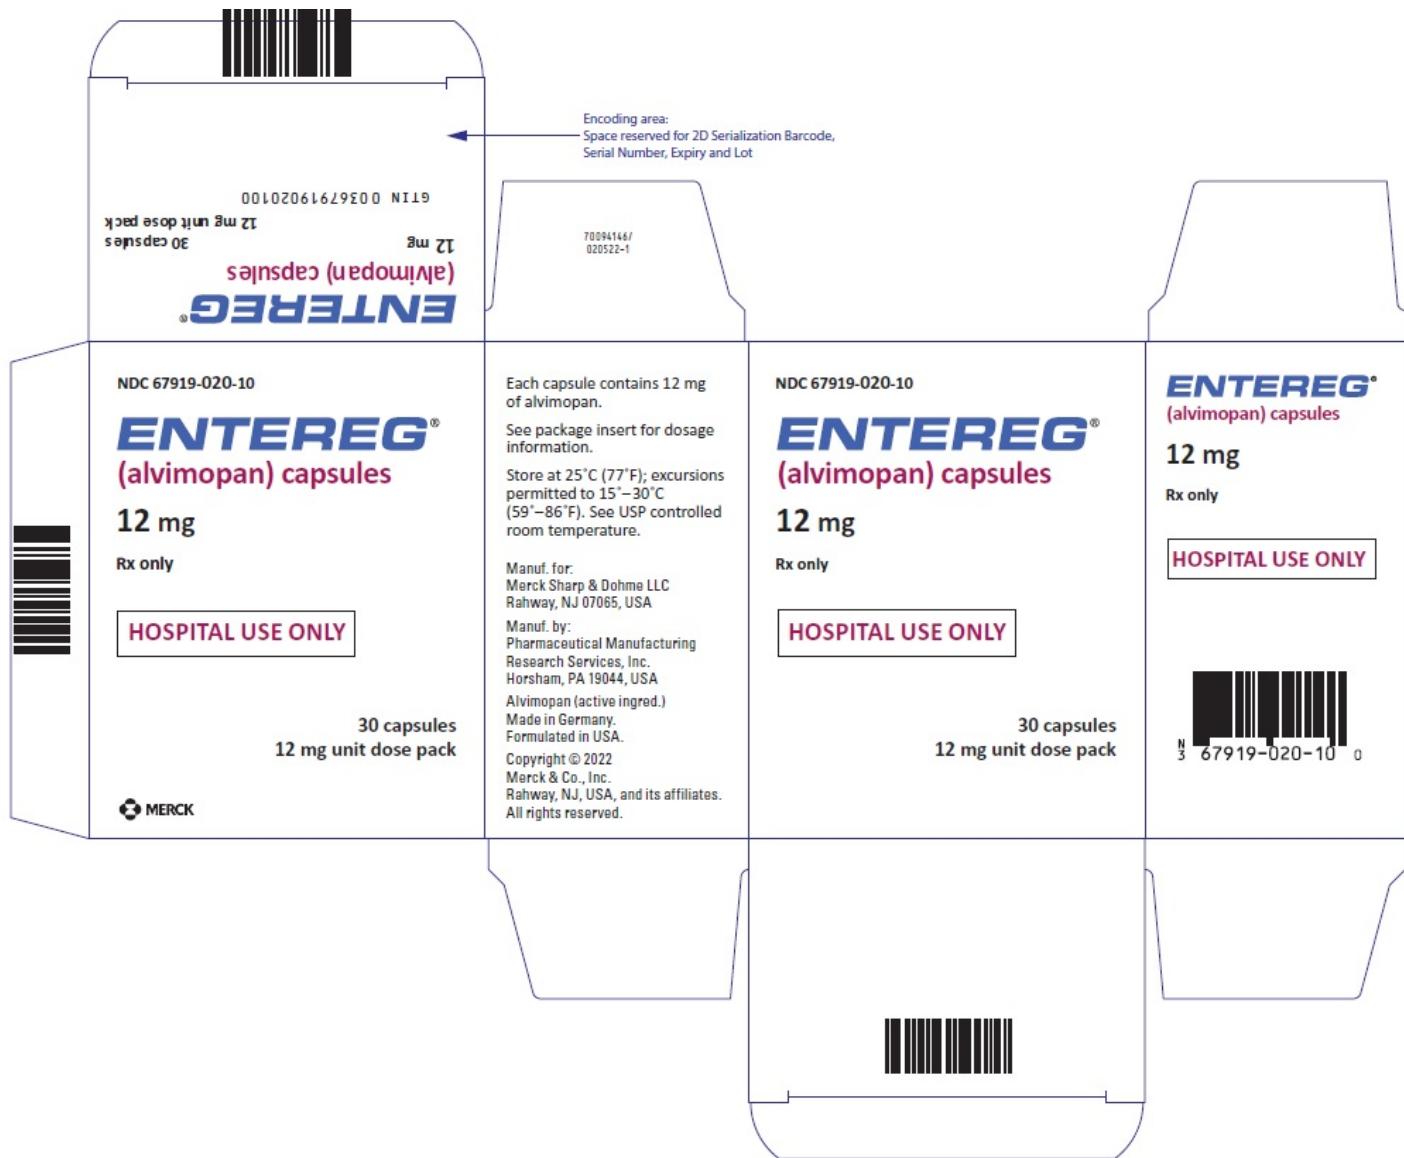 Encoding area:
Space reserved for 2D Serialization Barcode,
Serial Number, Expiry and Lot
ENTEREG®
(alvimopan) capsules
12 mg
30 capsules
12 mg unit dose pack
GTIN 00367919020100
70094146/
020522-1
NDC 67919-020-10
ENTEREG®
(alvimopan) capsules
12 mg
Rx only
HOSPITAL USE ONLY
30 capsules
12 mg unit dose pack
MERCK
Each capsule contains 12 mg
of alvimopan.
See package insert for dosage
information.
Store at 25˚C (77˚F); excursions
permitted to 15˚–30˚C
(59˚–86˚F). See USP controlled
room temperature.
Manuf. for:
Merck Sharp & Dohme LLC
Rahway, NJ 07065, USA
Manuf. by:
Pharmaceutical Manufacturing
Research Services, Inc.
Horsham, PA 19044, USA
Alvimopan (active ingred.)
Made in Germany.
Formulated in USA.
Copyright © 2022
Merck & Co., Inc.
Rahway, NJ, USA, and its affiliates.
All rights reserved.
NDC 67919-020-10
ENTEREG®
(alvimopan) capsules
12 mg
Rx only
HOSPITAL USE ONLY
30 capsules
12 mg unit dose pack
ENTEREG®
(alvimopan) capsules
12 mg
Rx only
HOSPITAL USE ONLY
N
3 67919-020-10 0